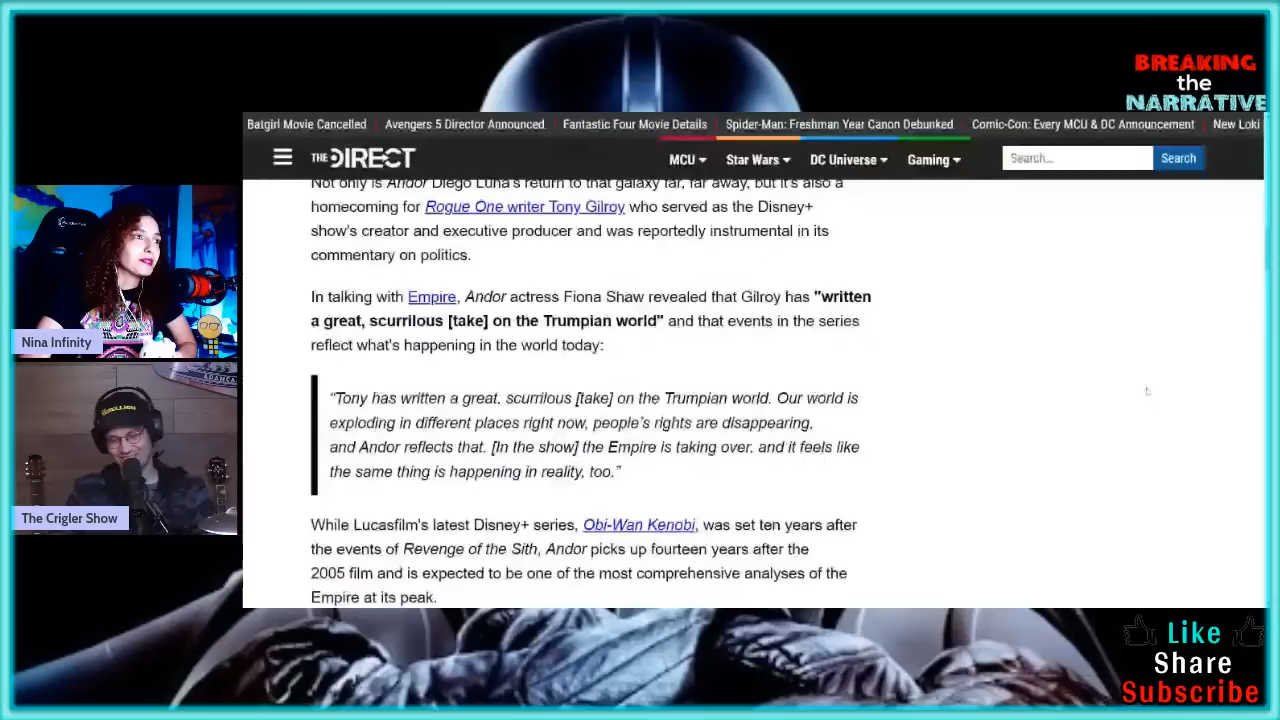 BREAKING
the
NARRATIVE
Batgirl Movie Cancelled
Avengers 5 Director Announced
Fantastic Four Movie Details
Spider-Man: Freshman Year Canon Debunked
Comic-Con: Every MCU & DC Announcement
New Loki
THE DIRECT
MCU
Star Wars
DC Universe
Gaming
Search...
Search
Not only is Andor Diego Luna's return to that galaxy far, far away, but it's also a
homecoming for Rogue One writer Tony Gilroy who served as the Disney+
show's creator and executive producer and was reportedly instrumental in its
commentary on politics.
In talking with Empire, Andor actress Fiona Shaw revealed that Gilroy has "written
a great, scurrilous [take] on the Trumpian world" and that events in the series
reflect what's happening in the world today:
“Tony has written a great, scurrilous [take] on the Trumpian world. Our world is
exploding in different places right now, people’s rights are disappearing,
and Andor reflects that. [In the show] the Empire is taking over, and it feels like
the same thing is happening in reality, too.”
While Lucasfilm's latest Disney+ series, Obi-Wan Kenobi, was set ten years after
the events of Revenge of the Sith, Andor picks up fourteen years after the
2005 film and is expected to be one of the most comprehensive analyses of the
Empire at its peak.
Nina Infinity
The Crigler Show
Like
Share
Subscribe